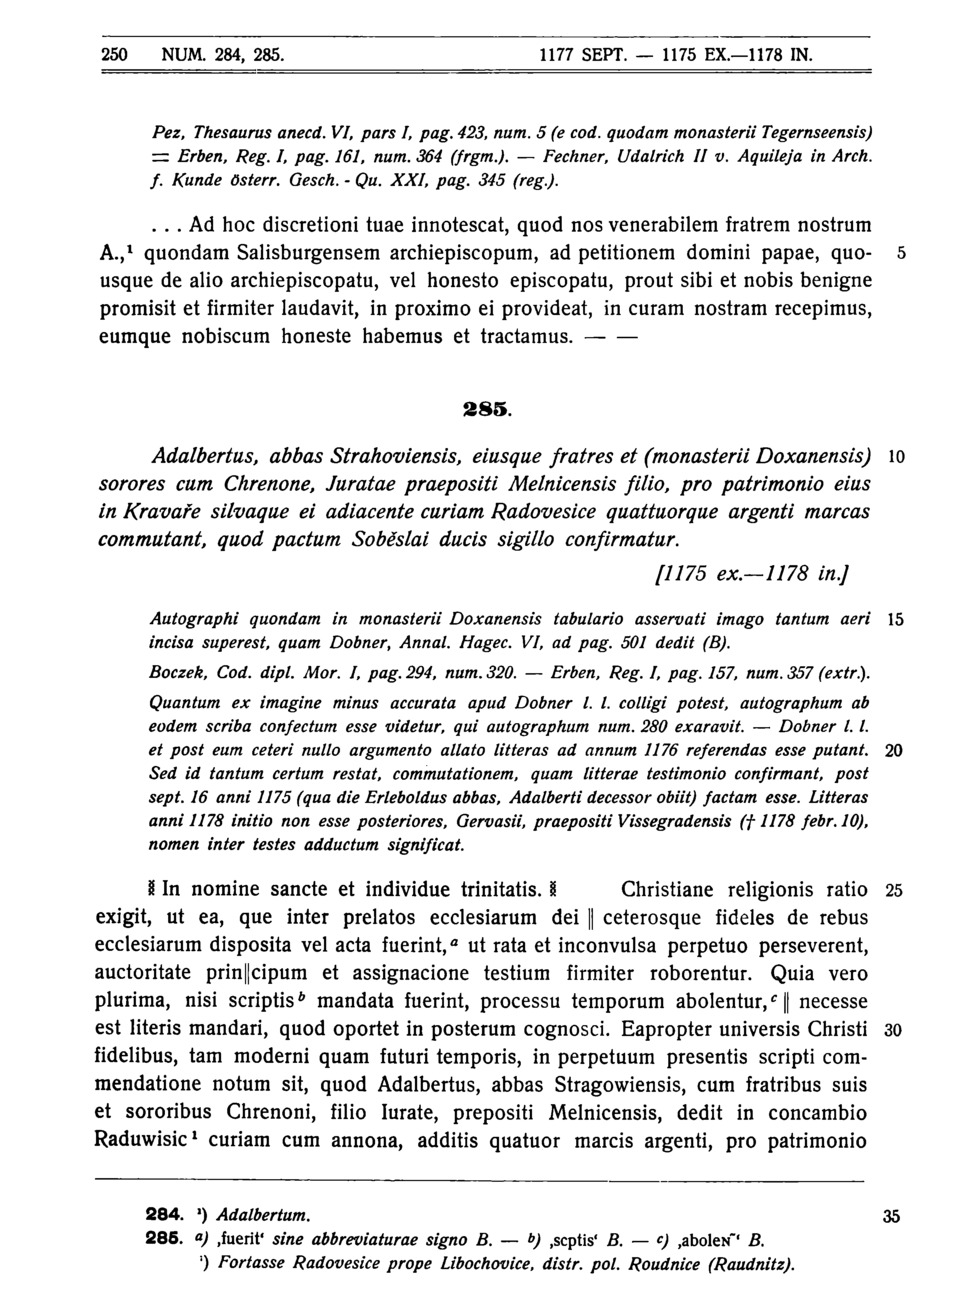 250 NUM. 284, 285. 1177 SEPT. — 1175 EX.—1178 IN.
Pez, Thesaurus anecd. VI, pars I, pag. 423, num. 5 (e cod. quodam monasterii Tegernseensis)
= Erben, Reg. I, pag. 161, num. 364 (frgm.). — Fechner, Udalrich II v. Aquileja in Arch.
f. Kunde österr. Gesch. - Qu. XXI, pag. 345 (reg.).
. . . Ad hoc discretioni tuae innotescat, quod nos venerabilem fratrem nostrum
A.,¹ quondam Salisburgensem archiepiscopum, ad petitionem domini papae, quo- 5
usque de alio archiepiscopatu, vel honesto episcopatu, prout sibi et nobis benigne
promisit et firmiter laudavit, in proximo ei provideat, in curam nostram recepimus,
eumque nobiscum honeste habemus et tractamus. — —
285.
Adalbertus, abbas Strahoviensis, eiusque fratres et (monasterii Doxanensis) 10
sorores cum Chrenone, Juratae praepositi Melnicensis filio, pro patrimonio eius
in Kravaře silvaque ei adiacente curiam Radovesice quattuorque argenti marcas
commutant, quod pactum Soběslai ducis sigillo confirmatur.
[1175 ex.—1178 in.]
Autographi quondam in monasterii Doxanensis tabulario asservati imago tantum aeri 15
incisa superest, quam Dobner, Annal. Hagec. VI, ad pag. 501 dedit (B).
Boczek, Cod. dipl. Mor. I, pag. 294, num. 320. — Erben, Reg. I, pag. 157, num. 357 (extr.).
Quantum ex imagine minus accurata apud Dobner l. l. colligi potest, autographum ab
eodem scriba confectum esse videtur, qui autographum num. 280 exaravit. — Dobner l. l.
et post eum ceteri nullo argumento allato litteras ad annum 1176 referendas esse putant. 20
Sed id tantum certum restat, commutationem, quam litterae testimonio confirmant, post
sept. 16 anni 1175 (qua die Erleboldus abbas, Adalberti decessor obiit) factam esse. Litteras
anni 1178 initio non esse posteriores, Gervasii, praepositi Vissegradensis († 1178 febr. 10),
nomen inter testes adductum significat.
⁞ In nomine sancte et individue trinitatis. ⁞ Christiane religionis ratio 25
exigit, ut ea, que inter prelatos ecclesiarum dei || ceterosque fideles de rebus
ecclesiarum disposita vel acta fuerint,ᵃ ut rata et inconvulsa perpetuo perseverent,
auctoritate prin||cipum et assignacione testium firmiter roborentur. Quia vero
plurima, nisi scriptisᵇ mandata fuerint, processu temporum abolentur,ᶜ || necesse
est literis mandari, quod oportet in posterum cognosci. Eapropter universis Christi 30
fidelibus, tam moderni quam futuri temporis, in perpetuum presentis scripti com-
mendatione notum sit, quod Adalbertus, abbas Stragowiensis, cum fratribus suis
et sororibus Chrenoni, filio Iurate, prepositi Melnicensis, dedit in concambio
Raduwisic¹ curiam cum annona, additis quatuor marcis argenti, pro patrimonio
284. ¹) Adalbertum. 35
285. a) ‚fuerit‘ sine abbreviaturae signo B. — b) ‚scptis‘ B. — c) ‚aboleɴ˜‘ B.
¹) Fortasse Radovesice prope Libochovice, distr. pol. Roudnice (Raudnitz).